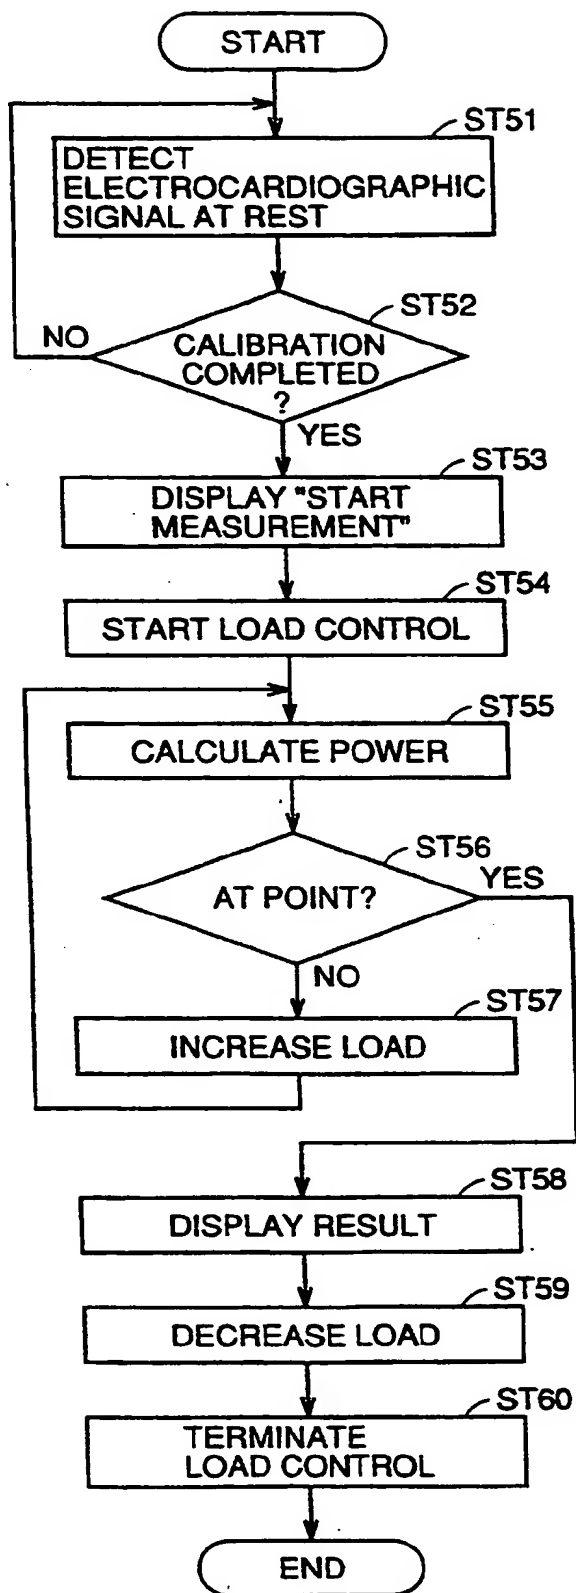 START
ST51
DETECT
ELECTROCARDIOGRAPHIC
SIGNAL AT REST
ST52
NO
CALIBRATION
COMPLETED
?
YES
ST53
DISPLAY "START
MEASUREMENT"
ST54
START LOAD CONTROL
ST55
CALCULATE POWER
ST56
YES
AT POINT?
NO
ST57
INCREASE LOAD
ST58
DISPLAY RESULT
ST59
DECREASE LOAD
ST60
TERMINATE
LOAD CONTROL
END